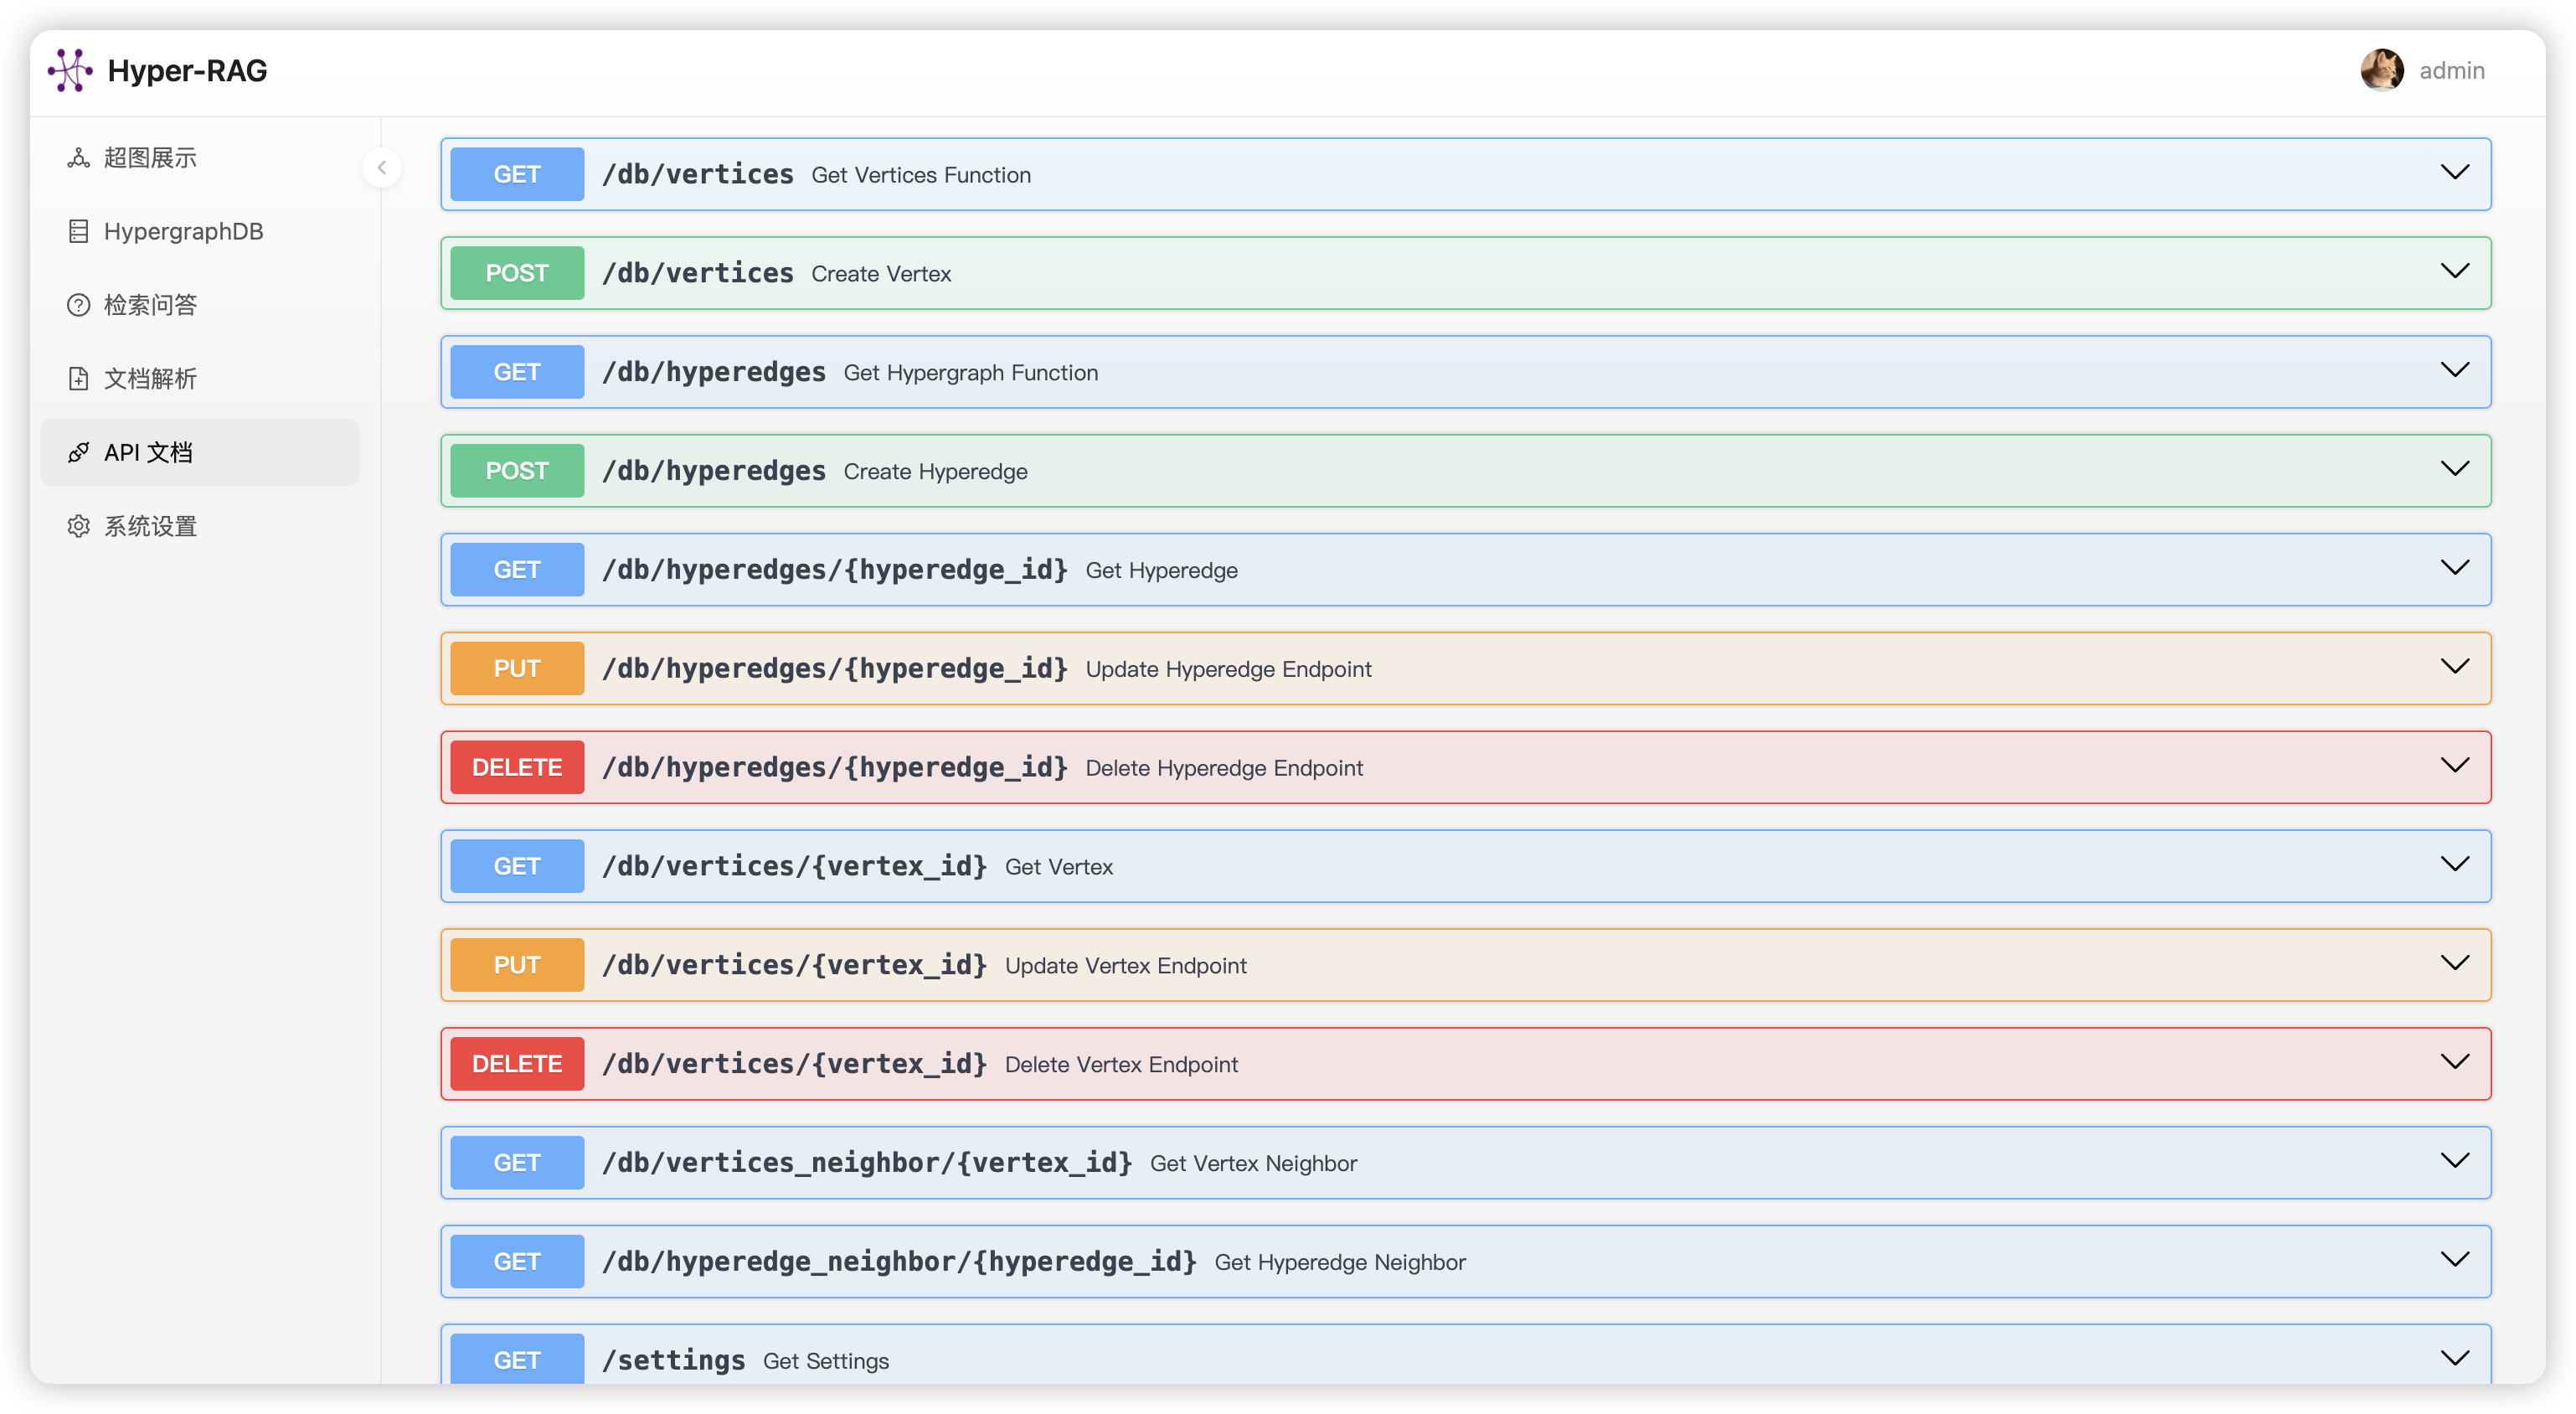 Hyper-RAG
admin
超图展示
HypergraphDB
检索问答
文档解析
API 文档
系统设置
GET /db/vertices Get Vertices Function
POST /db/vertices Create Vertex
GET /db/hyperedges Get Hypergraph Function
POST /db/hyperedges Create Hyperedge
GET /db/hyperedges/{hyperedge_id} Get Hyperedge
PUT /db/hyperedges/{hyperedge_id} Update Hyperedge Endpoint
DELETE /db/hyperedges/{hyperedge_id} Delete Hyperedge Endpoint
GET /db/vertices/{vertex_id} Get Vertex
PUT /db/vertices/{vertex_id} Update Vertex Endpoint
DELETE /db/vertices/{vertex_id} Delete Vertex Endpoint
GET /db/vertices_neighbor/{vertex_id} Get Vertex Neighbor
GET /db/hyperedge_neighbor/{hyperedge_id} Get Hyperedge Neighbor
GET /settings Get Settings